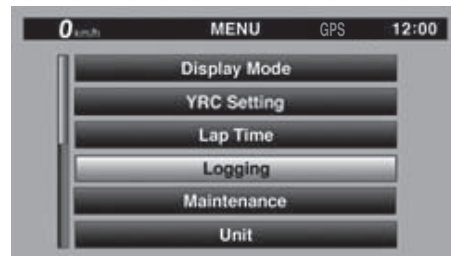 0 km/h MENU GPS 12:00
Display Mode
YRC Setting
Lap Time
Logging
Maintenance
Unit